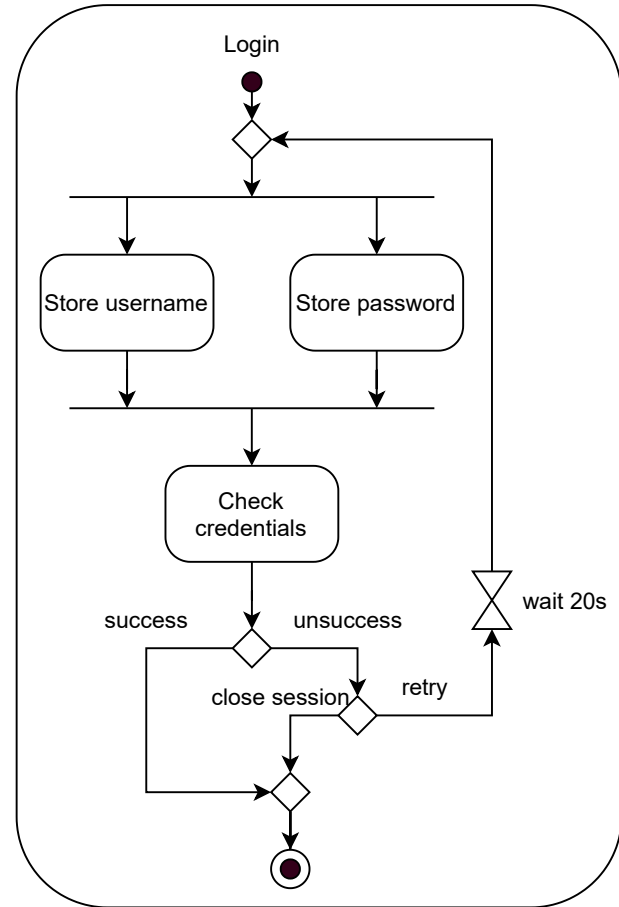 Login
Store username
Store password
Check
credentials
success
unsuccess
close session
retry
wait 20s